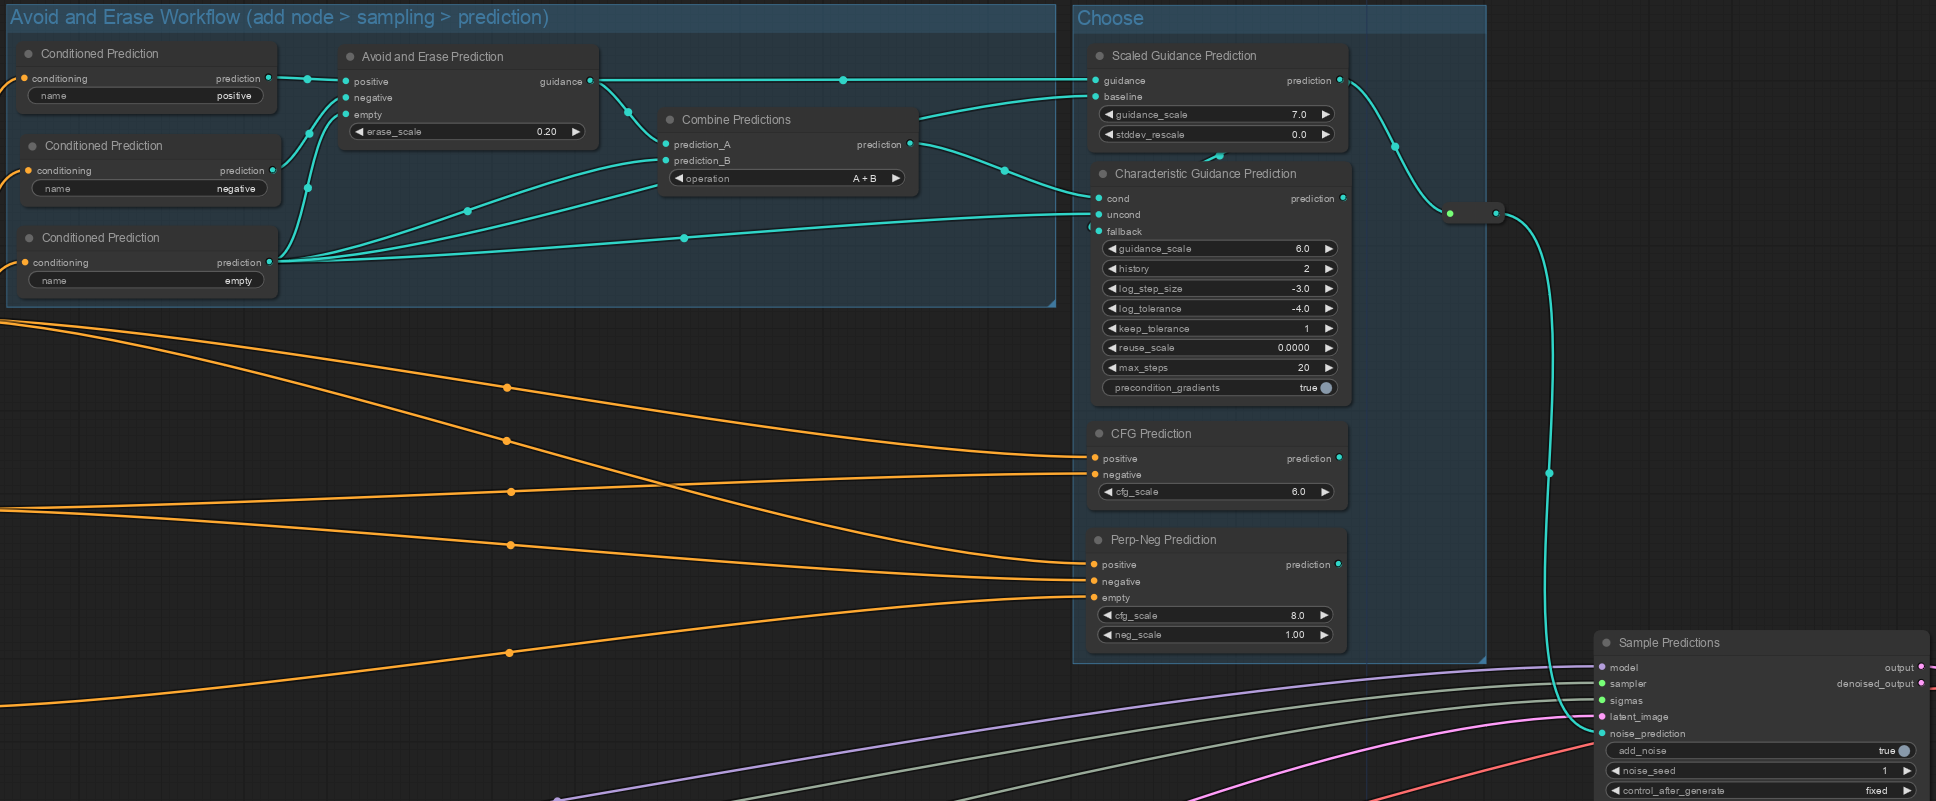 Avoid and Erase Workflow (add node > sampling > prediction)
Conditioned Prediction
conditioning prediction
name positive
Conditioned Prediction
conditioning prediction
name negative
Conditioned Prediction
conditioning prediction
name empty
Avoid and Erase Prediction
positive guidance
negative
empty
erase_scale 0.20
Combine Predictions
prediction_A prediction
prediction_B
operation A + B
Choose
Scaled Guidance Prediction
guidance prediction
baseline
guidance_scale 7.0
stddev_rescale 0.0
Characteristic Guidance Prediction
cond prediction
uncond
fallback
guidance_scale 6.0
history 2
log_step_size -3.0
log_tolerance -4.0
keep_tolerance 1
reuse_scale 0.0000
max_steps 20
precondition_gradients true
CFG Prediction
positive prediction
negative
cfg_scale 6.0
Perp-Neg Prediction
positive prediction
negative
empty
cfg_scale 8.0
neg_scale 1.00
Sample Predictions
model output
sampler denoised_output
sigmas
latent_image
noise_prediction
add_noise true
noise_seed 1
control_after_generate fixed